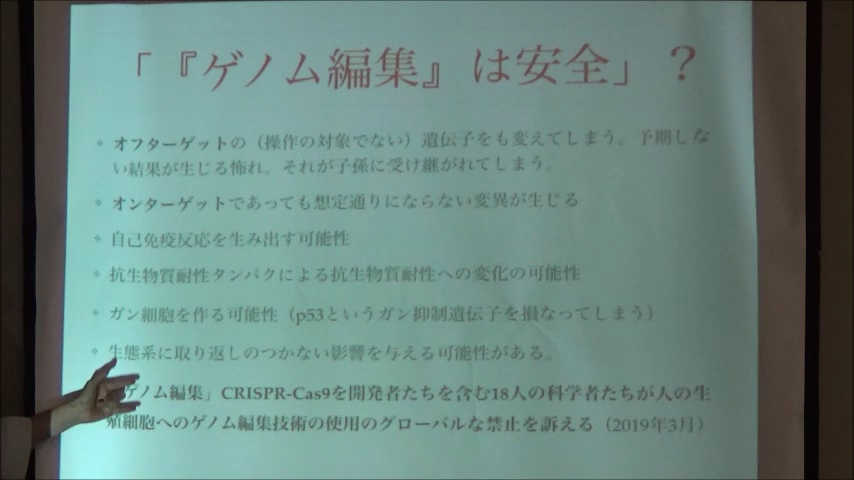 「『ゲノム編集』は安全」？
オフターゲットの（操作の対象でない）遺伝子をも変えてしまう。予期しな
い結果が生じる怖れ。それが子孫に受け継がれてしまう。
オンターゲットであっても想定通りにならない変異が生じる
自己免疫反応を生み出す可能性
抗生物質耐性タンパクによる抗生物質耐性への変化の可能性
ガン細胞を作る可能性（p53というガン抑制遺伝子を損なってしまう）
生態系に取り返しのつかない影響を与える可能性がある。
ゲノム編集」CRISPR-Cas9を開発者たちを含む18人の科学者たちが人の生
殖細胞へのゲノム編集技術の使用のグローバルな禁止を訴える（2019年3月）